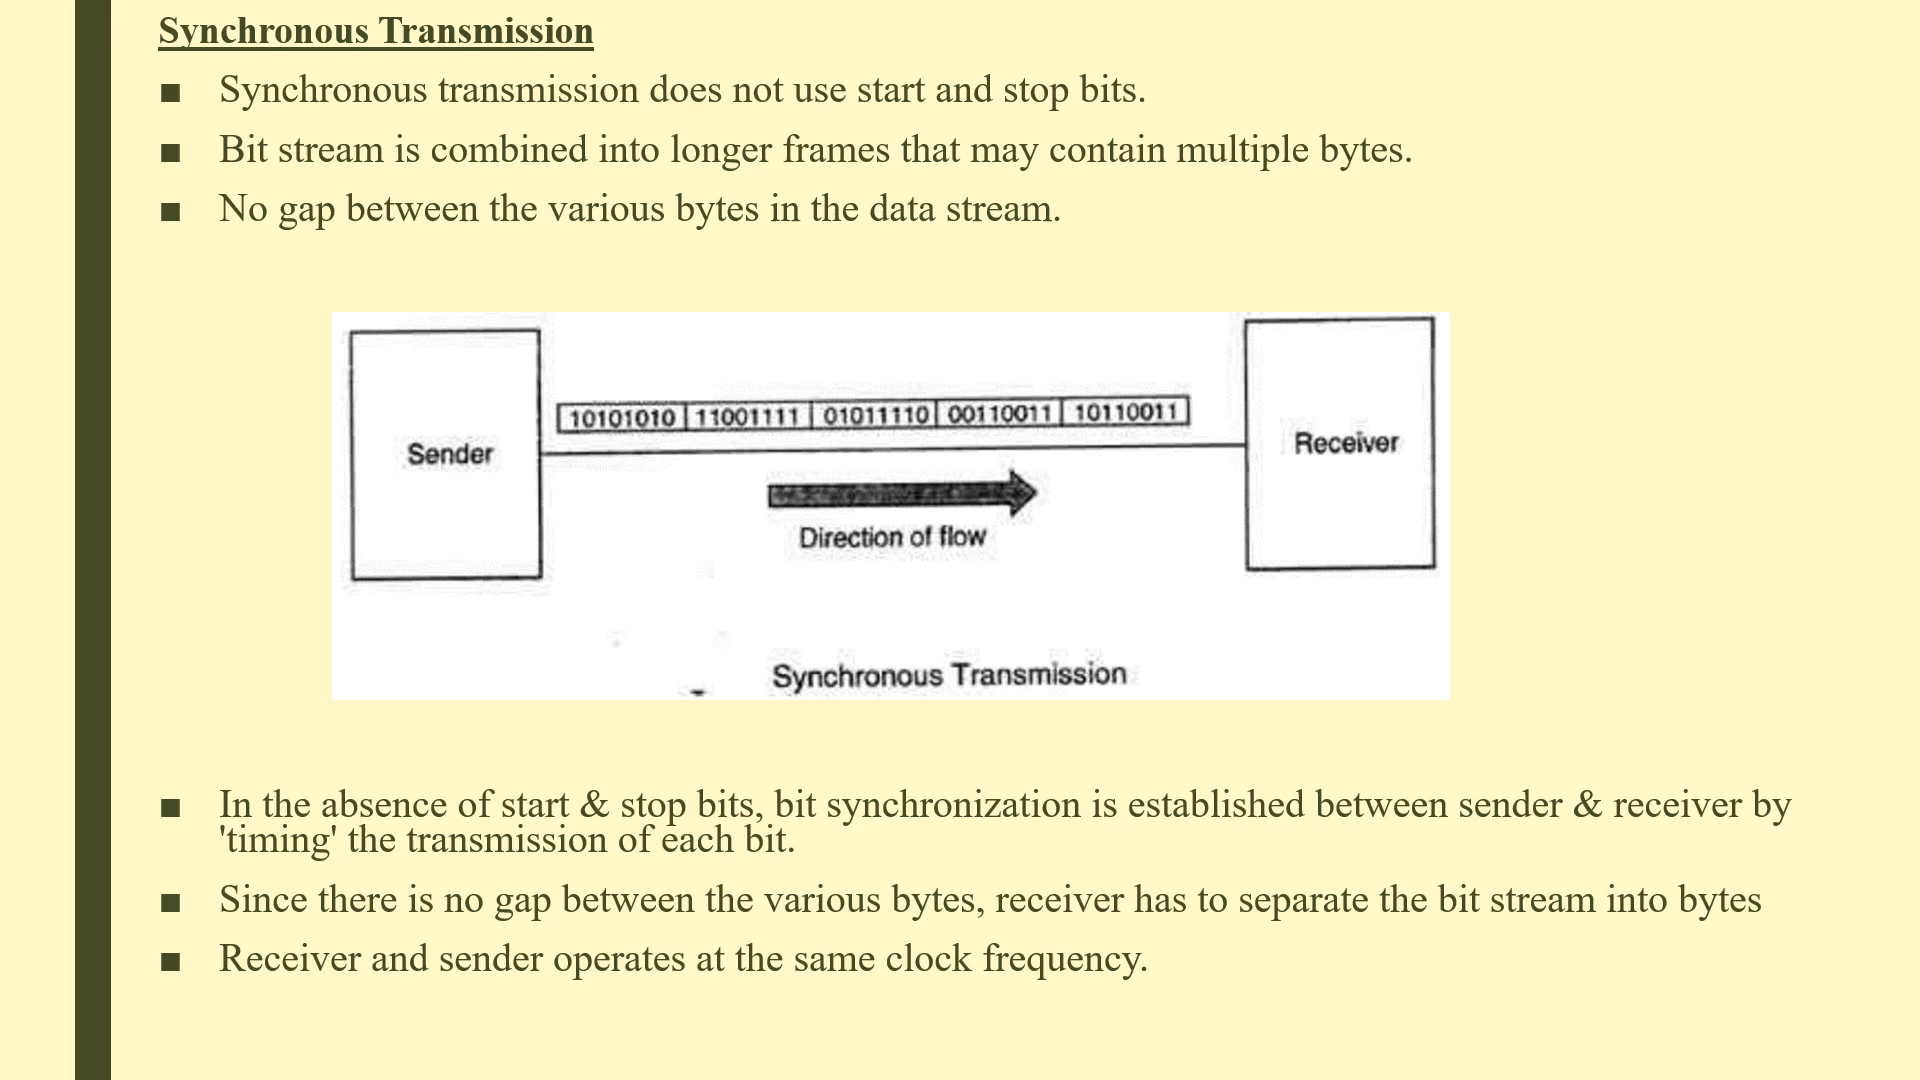 Synchronous Transmission
■ Synchronous transmission does not use start and stop bits.
■ Bit stream is combined into longer frames that may contain multiple bytes.
■ No gap between the various bytes in the data stream.
10101010 11001111 01011110 00110011 10110011
Sender
Receiver
Direction of flow
Synchronous Transmission
■ In the absence of start & stop bits, bit synchronization is established between sender & receiver by
'timing' the transmission of each bit.
■ Since there is no gap between the various bytes, receiver has to separate the bit stream into bytes
■ Receiver and sender operates at the same clock frequency.